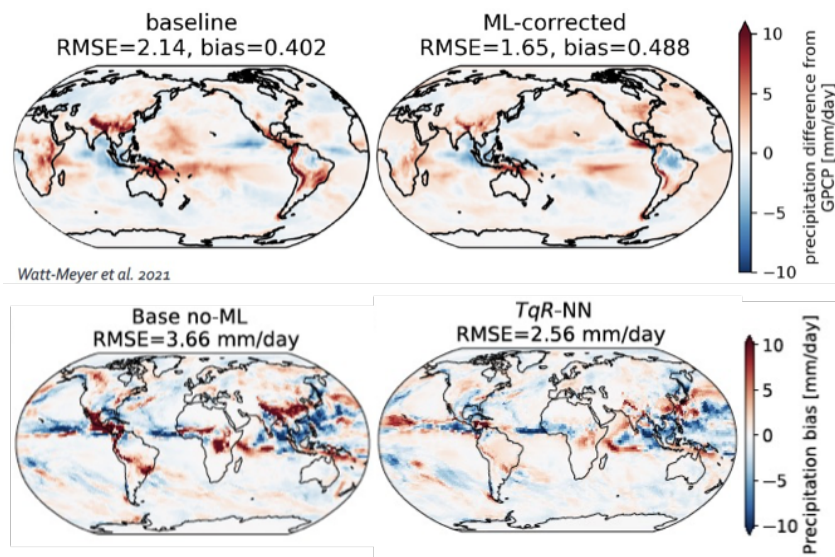 baseline
RMSE=2.14, bias=0.402
ML-corrected
RMSE=1.65, bias=0.488
10
5
0
−5
−10
precipitation difference from
GPCP [mm/day]
Watt-Meyer et al. 2021
Base no-ML
RMSE=3.66 mm/day
TqR-NN
RMSE=2.56 mm/day
10
5
0
−5
−10
Precipitation bias [mm/day]